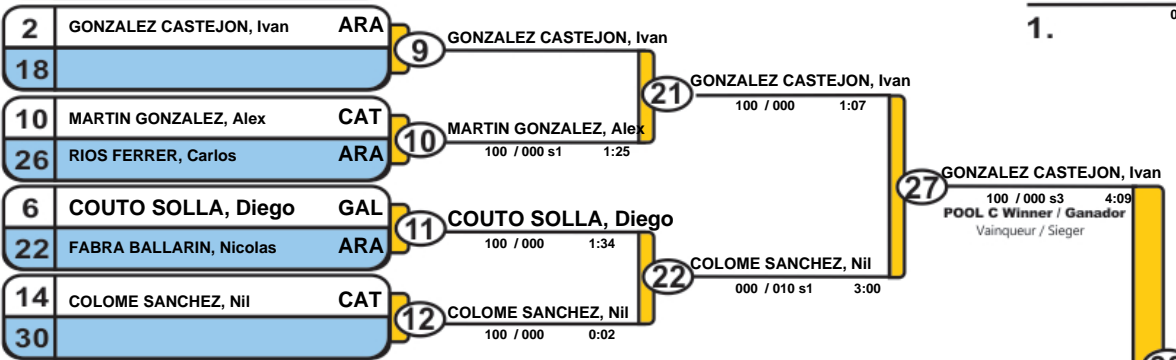 2 GONZALEZ CASTEJON, Ivan ARA
18
9 GONZALEZ CASTEJON, Ivan
10 MARTIN GONZALEZ, Alex CAT
26 RIOS FERRER, Carlos ARA
10 MARTIN GONZALEZ, Alex
100 / 000 s1 1:25
21 GONZALEZ CASTEJON, Ivan
100 / 000 1:07
6 COUTO SOLLA, Diego GAL
22 FABRA BALLARIN, Nicolas ARA
11 COUTO SOLLA, Diego
100 / 000 1:34
14 COLOME SANCHEZ, Nil CAT
30
12 COLOME SANCHEZ, Nil
100 / 000 0:02
22 COLOME SANCHEZ, Nil
000 / 010 s1 3:00
27 GONZALEZ CASTEJON, Ivan
100 / 000 s3 4:09
POOL C Winner / Ganador
Vainqueur / Sieger
1.